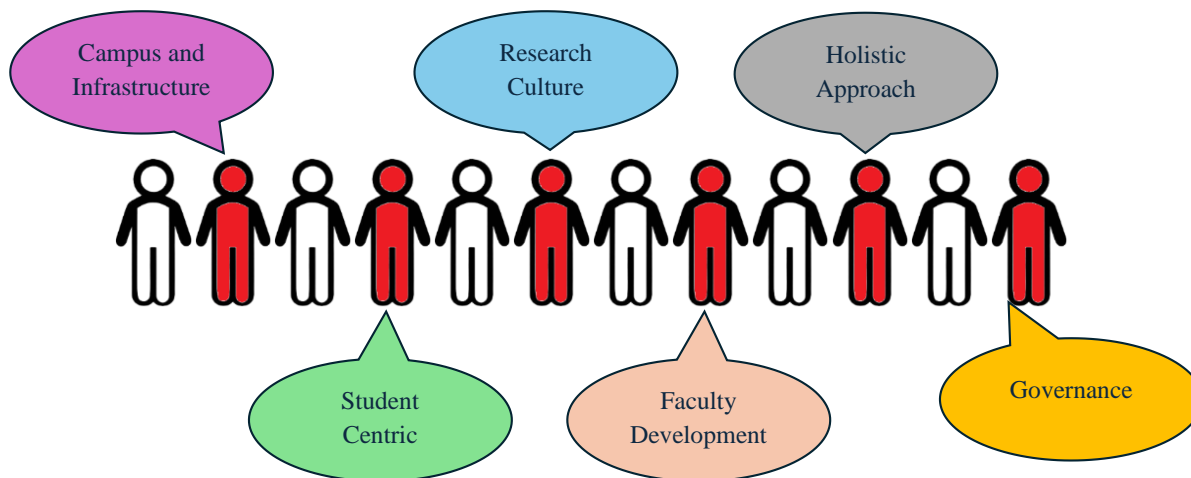 Campus and
Infrastructure
Research
Culture
Holistic
Approach
Student
Centric
Faculty
Development
Governance